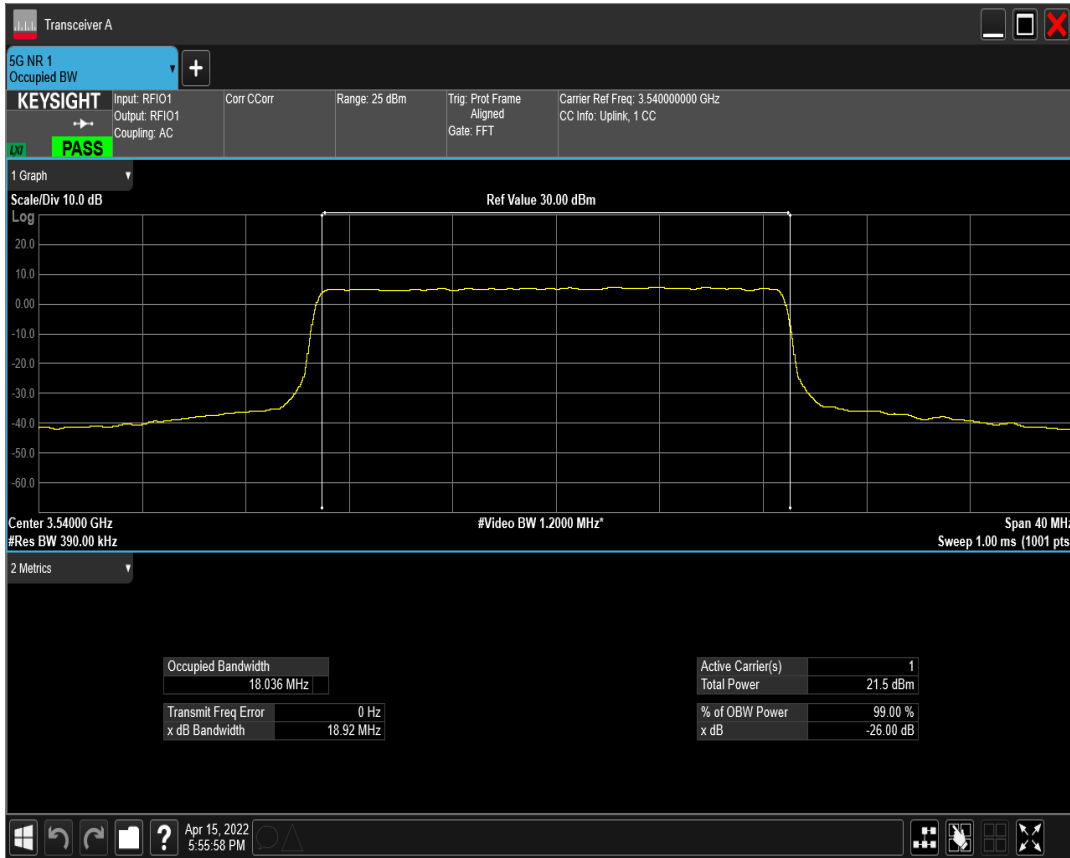 Transceiver A
5G NR 1
Occupied BW
+
KEYSIGHT
LXI
PASS
Input: RFIO1
Output: RFIO1
Coupling: AC
Corr CCorr
Range: 25 dBm
Trig: Prot Frame
Aligned
Gate: FFT
Carrier Ref Freq: 3.540000000 GHz
CC Info: Uplink, 1 CC
1 Graph
Scale/Div 10.0 dB
Ref Value 30.00 dBm
Log
20.0
10.0
0.00
-10.0
-20.0
-30.0
-40.0
-50.0
-60.0
Center 3.54000 GHz
#Video BW 1.2000 MHz*
Span 40 MHz
#Res BW 390.00 kHz
Sweep 1.00 ms (1001 pts
2 Metrics
Occupied Bandwidth
18.036 MHz
Transmit Freq Error 0 Hz
x dB Bandwidth 18.92 MHz
Active Carrier(s) 1
Total Power 21.5 dBm
% of OBW Power 99.00 %
x dB -26.00 dB
?
Apr 15, 2022
5:55:58 PM